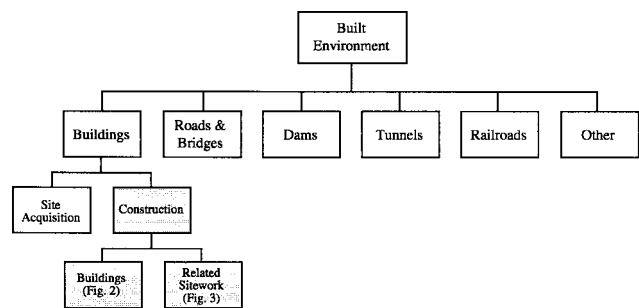 Built
Environment
Buildings
Roads &
Bridges
Dams
Tunnels
Railroads
Other
Site
Acquisition
Construction
Buildings
(Fig. 2)
Related
Sitework
(Fig. 3)